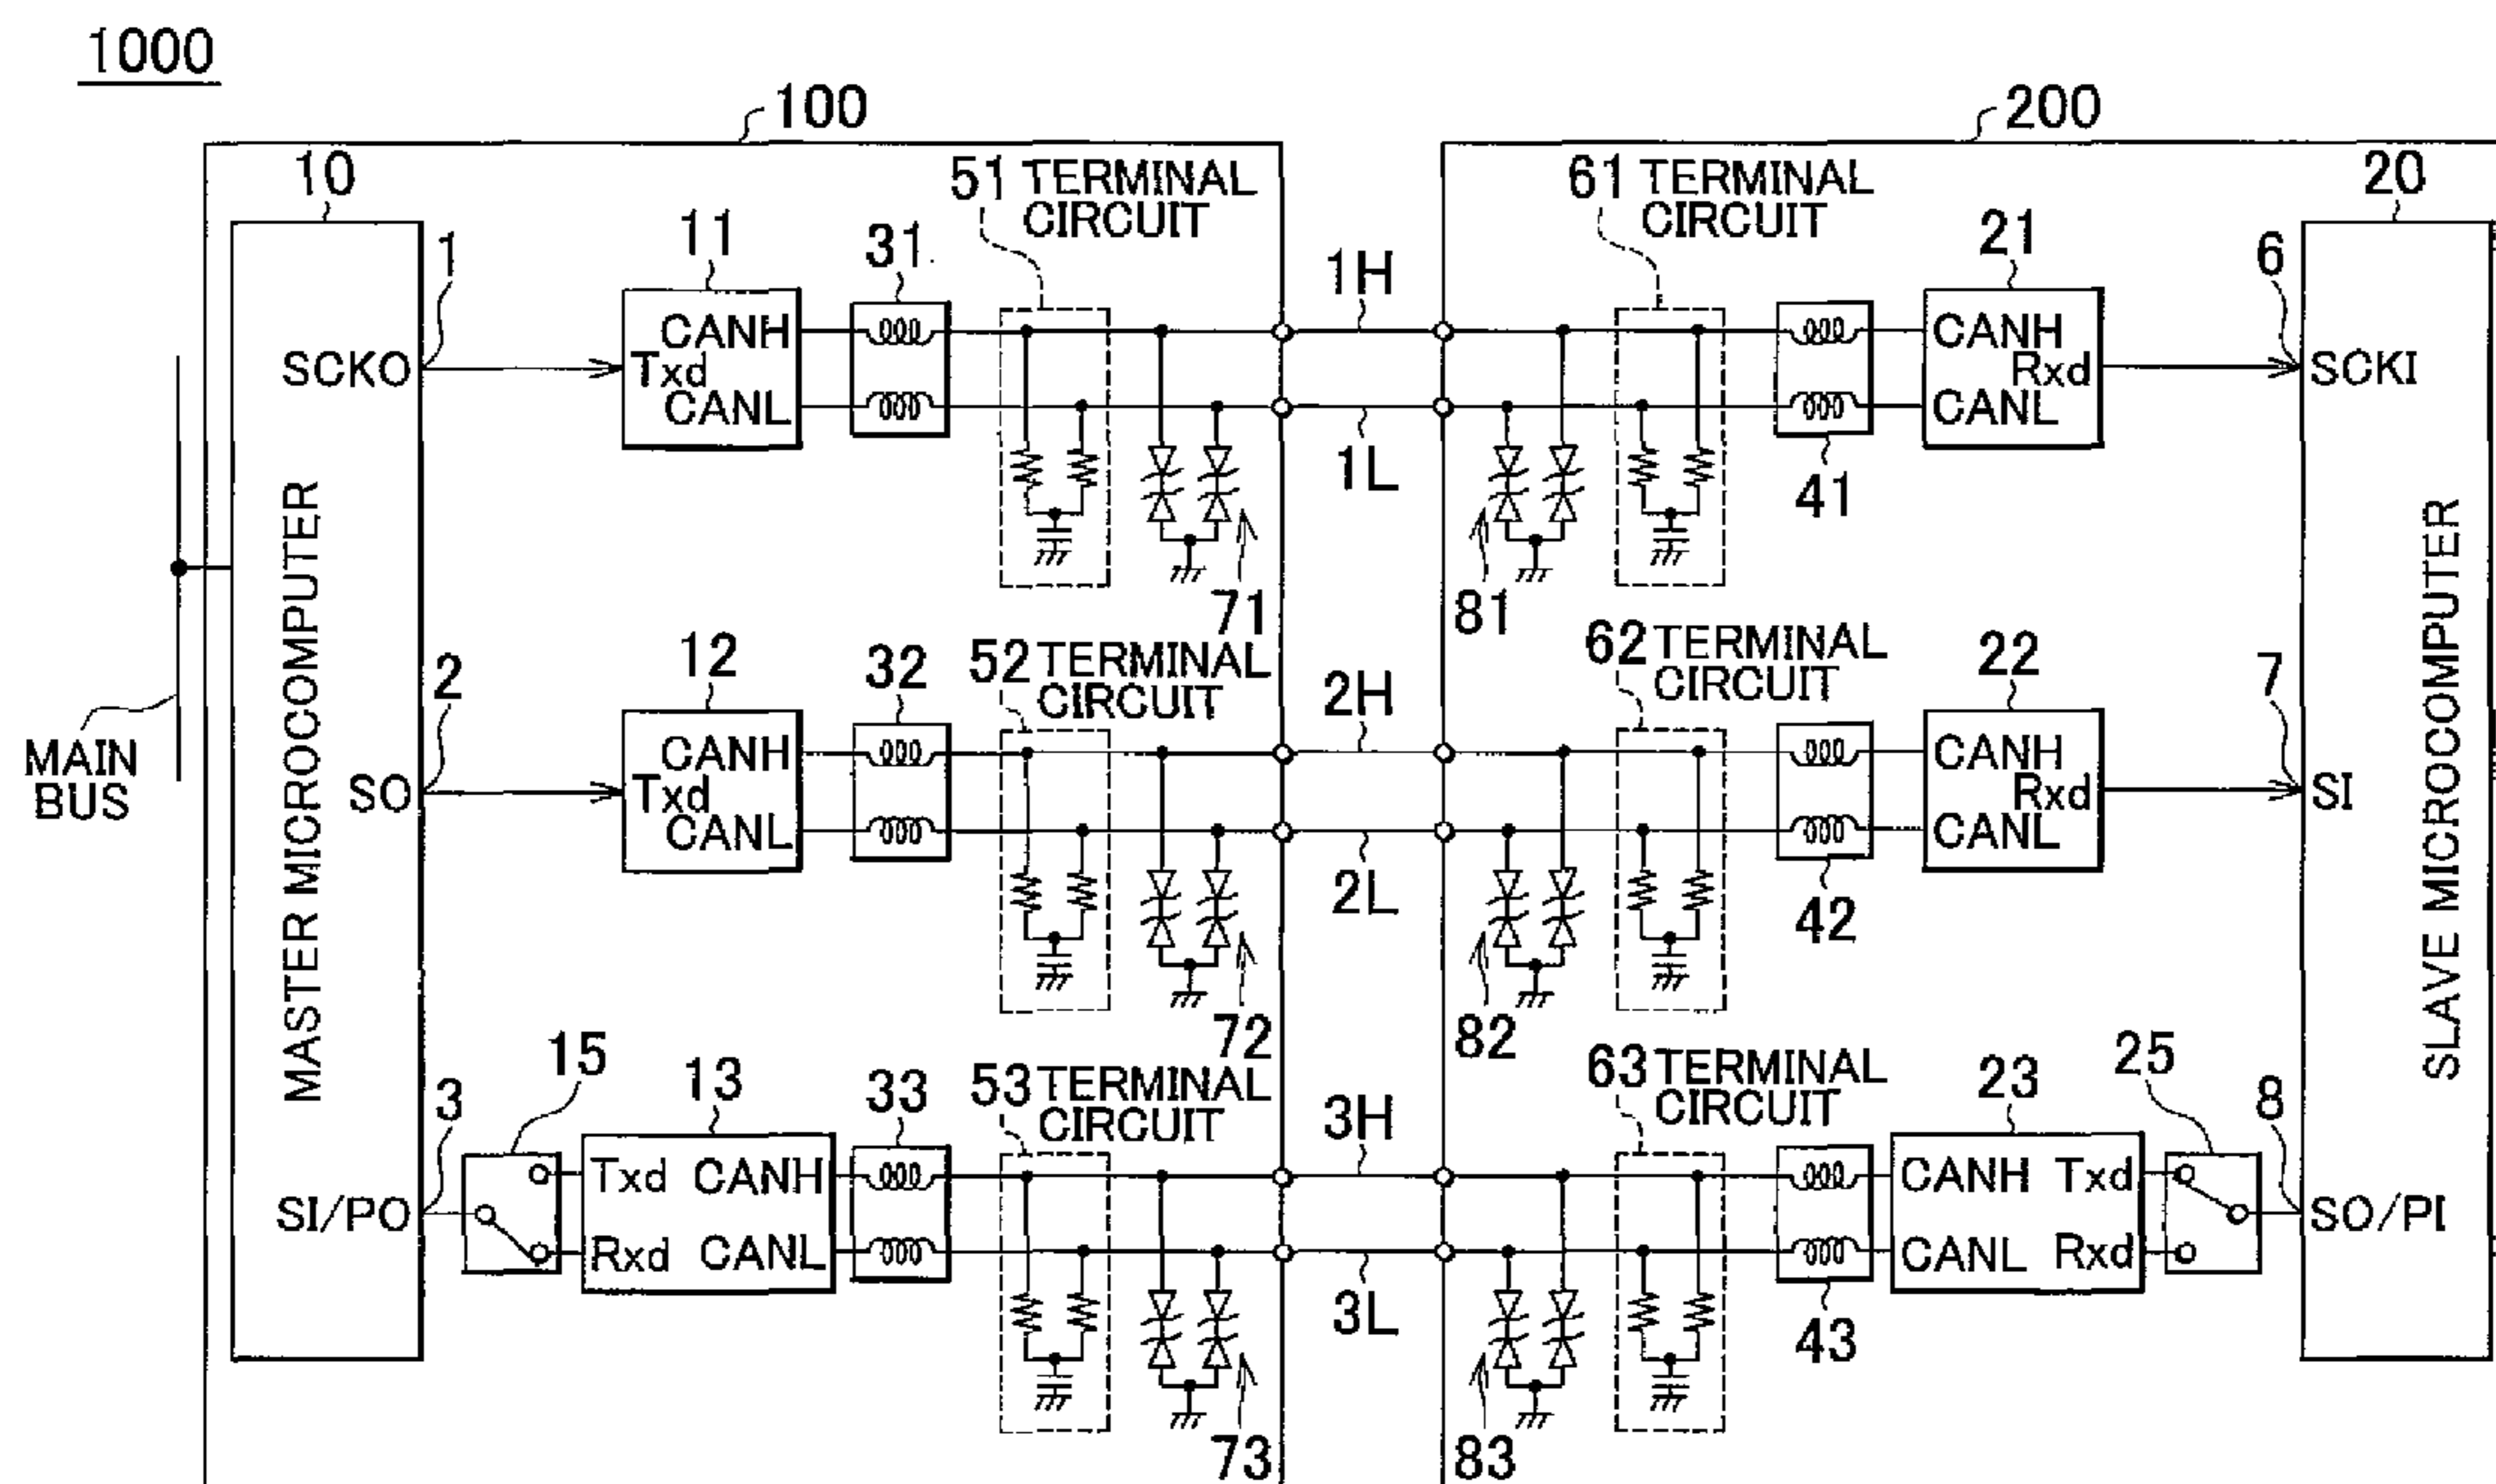 1000
100
200
10
51 TERMINAL
CIRCUIT
61 TERMINAL
CIRCUIT
20
1
11
31
1H
21
6
SCKO
CANH
Txd
CANL
CANH
Rxd
CANL
SCKI
1L
41
71
81
MASTER MICROCOMPUTER
SLAVE MICROCOMPUTER
MAIN
BUS
2
12
32
52 TERMINAL
CIRCUIT
2H
62 TERMINAL
CIRCUIT
22
7
SO
CANH
Txd
CANL
CANH
Rxd
CANL
SI
2L
42
72
82
3
15
13
33
53 TERMINAL
CIRCUIT
3H
63 TERMINAL
CIRCUIT
23
25
8
SI/PO
Txd CANH
Rxd CANL
CANH Txd
CANL Rxd
SO/PI
3L
43
73
83